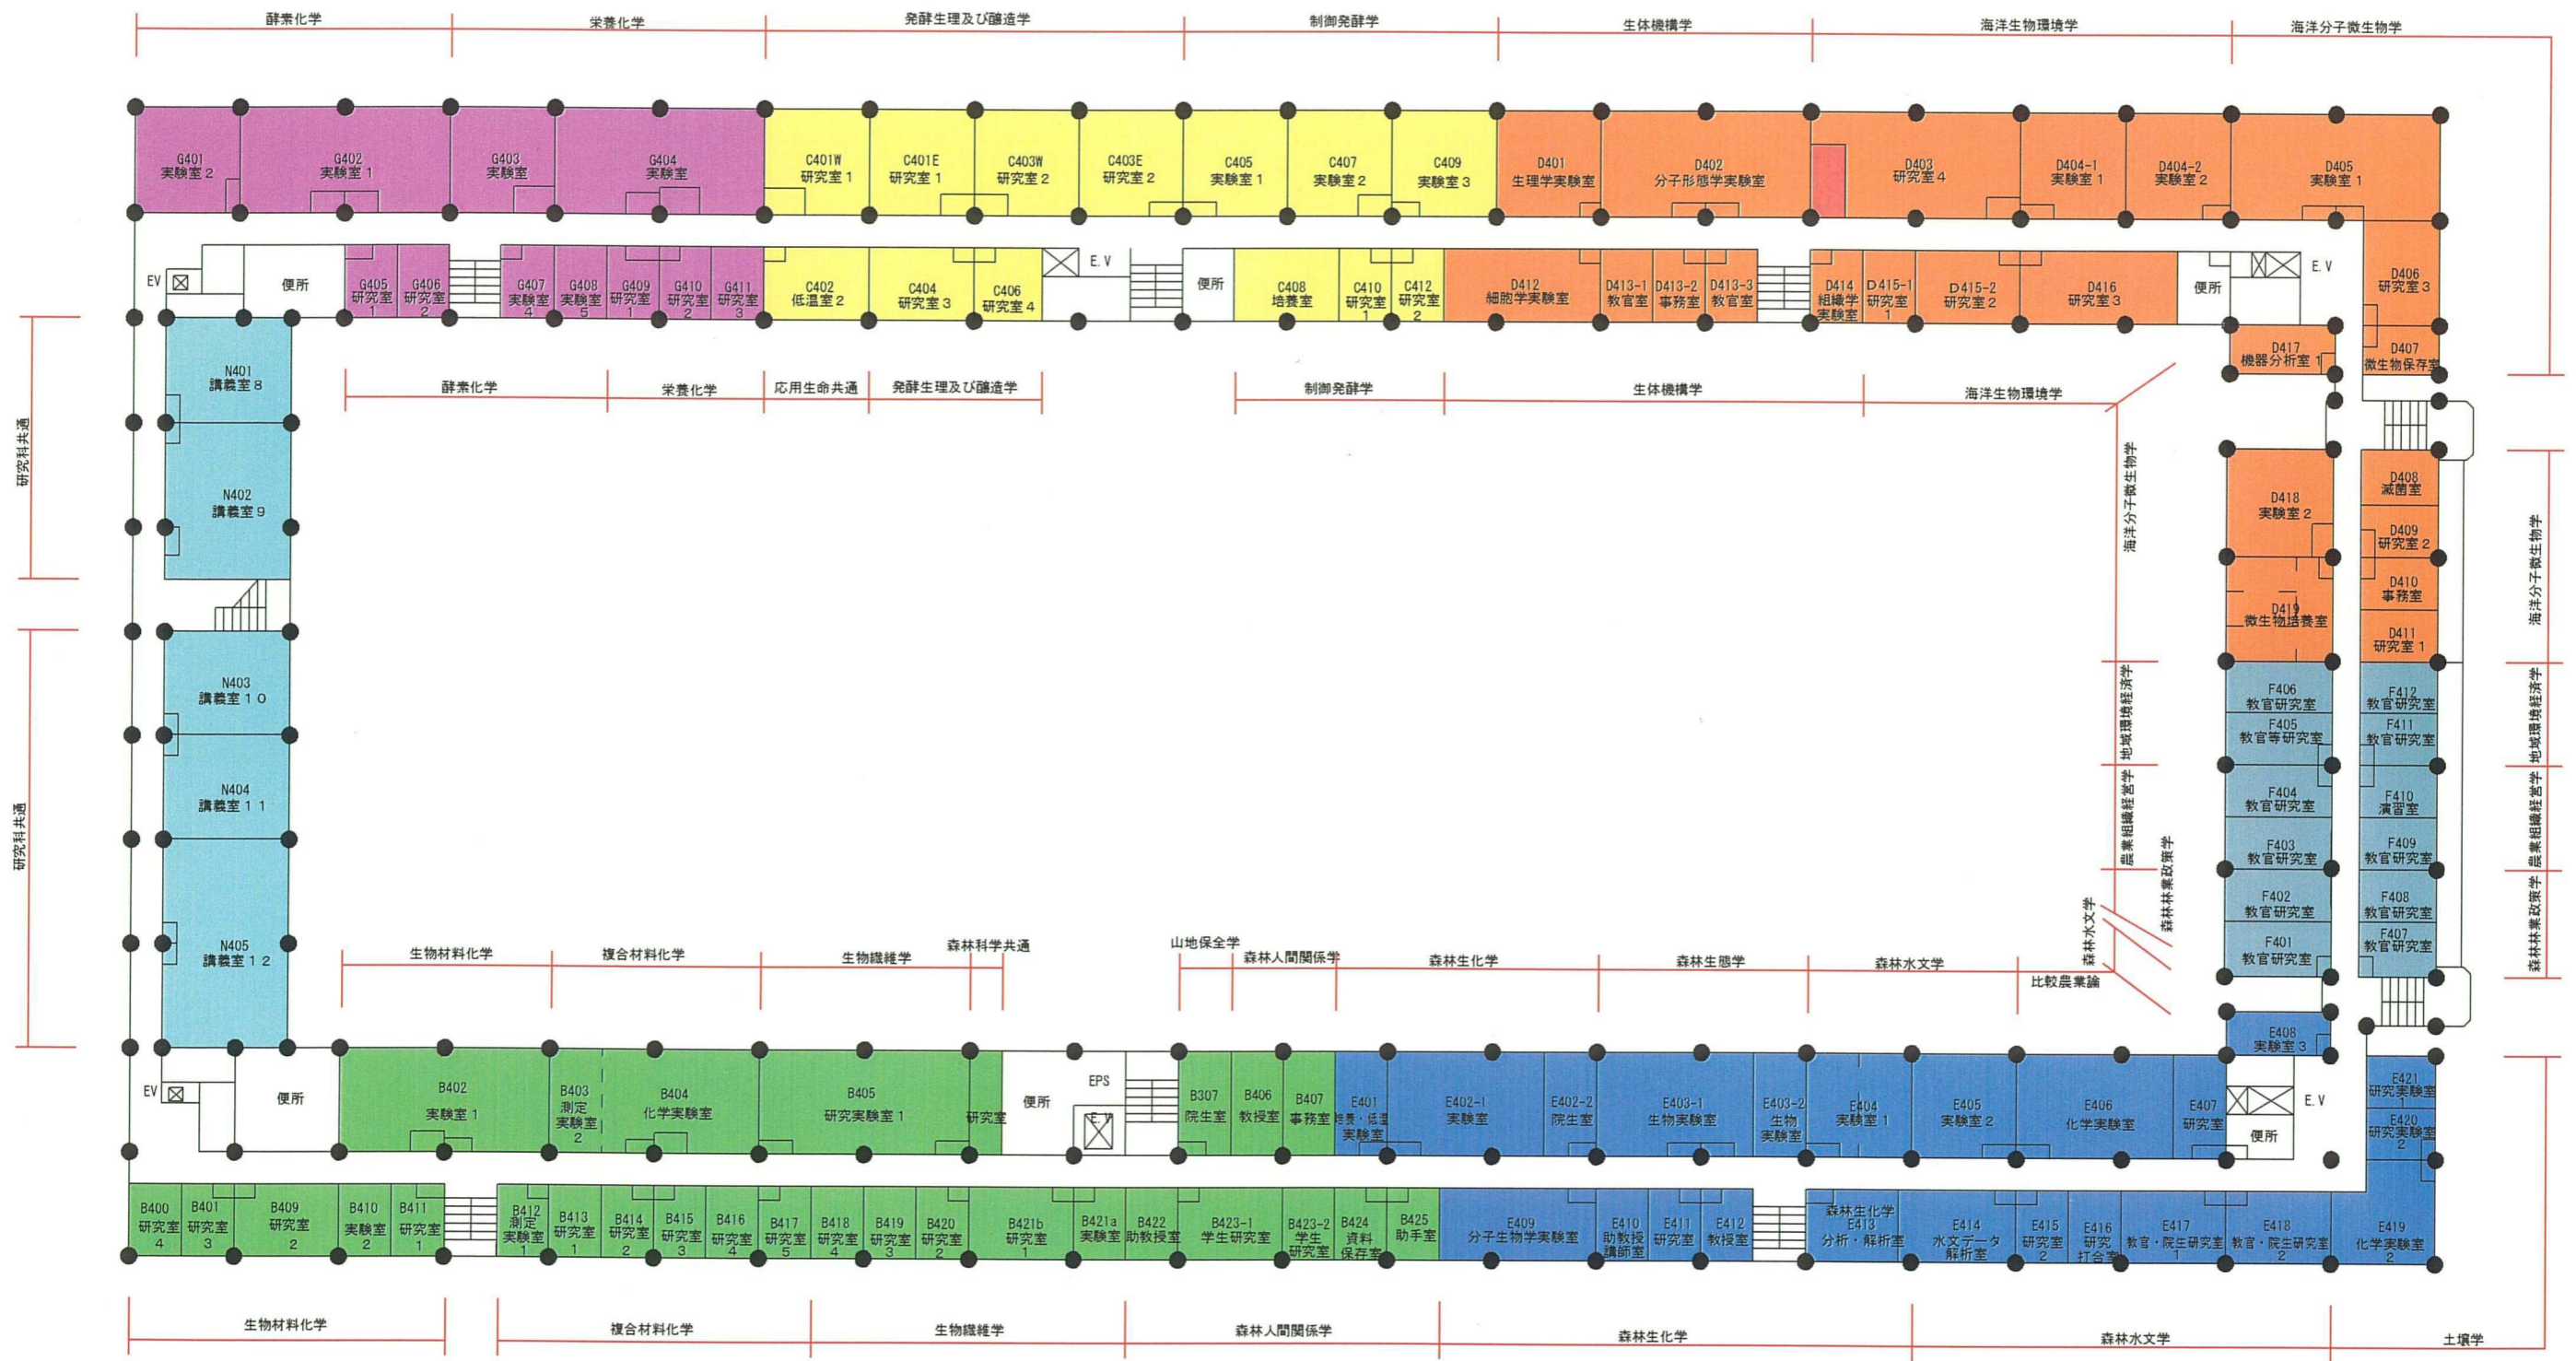 酵素化学
栄養化学
発酵生理及び醸造学
制御発酵学
生体機構学
海洋生物環境学
海洋分子微生物学
G401
実験室2
G402
実験室1
G403
実験室
G404
実験室
C401W
研究室1
C401E
研究室1
C403W
研究室2
C403E
研究室2
C405
実験室1
C407
実験室2
C409
実験室3
D401
生理学実験室
D402
分子形態学実験室
D403
研究室4
D404-1
実験室1
D404-2
実験室2
D405
実験室1
EV
便所
G405
研究室
1
G406
研究室
2
G407
実験室
4
G408
実験室
5
G409
研究室
1
G410
研究室
2
G411
研究室
3
C402
低温室2
C404
研究室3
C406
研究室4
E.V
便所
C408
培養室
C410
研究室
1
C412
研究室
2
D412
細胞学実験室
D413-1
教官室
D413-2
事務室
D413-3
教官室
D414
組織学
実験室
D415-1
研究室
1
D415-2
研究室2
D416
研究室3
便所
E.V
D406
研究室3
D417
機器分析室1
D407
微生物保存室
酵素化学
栄養化学
応用生命共通
発酵生理及び醸造学
制御発酵学
生体機構学
海洋生物環境学
研究科共通
N401
講義室8
N402
講義室9
研究科共通
N403
講義室10
N404
講義室11
N405
講義室12
海洋分子微生物学
地域環境経済学
農業組織経営学
森林林業政策学
森林水文学
比較農業論
D418
実験室2
D419
微生物培養室
D408
滅菌室
D409
研究室2
D410
事務室
D411
研究室1
海洋分子微生物学
地域環境経済学
農業組織経営学
森林林業政策学
F406
教官研究室
F405
教官等研究室
F404
教官研究室
F403
教官研究室
F402
教官研究室
F401
教官研究室
F412
教官研究室
F411
教官研究室
F410
演習室
F409
教官研究室
F408
教官研究室
F407
教官研究室
生物材料化学
複合材料化学
生物繊維学
森林科学共通
山地保全学
森林人間関係学
森林生化学
森林生態学
森林水文学
E408
実験室3
EV
便所
B402
実験室1
B403
測定
実験室
2
B404
化学実験室
B405
研究実験室1
研究室
便所
EPS
E.V
B307
院生室
B406
教授室
B407
事務室
E401
培養・低温
実験室
E402-1
実験室
E402-2
院生室
E403-1
生物実験室
E403-2
生物
実験室
E404
実験室1
E405
実験室2
E406
化学実験室
E407
研究室
E.V
便所
E421
研究実験室
1
E420
研究実験室
2
B400
研究室
4
B401
研究室
3
B409
研究室
2
B410
実験室
2
B411
研究室
1
B412
測定
実験室
1
B413
研究室
1
B414
研究室
2
B415
研究室
3
B416
研究室
4
B417
研究室
5
B418
研究室
4
B419
研究室
3
B420
研究室
2
B421b
研究室
1
B421a
実験室
B422
助教授室
B423-1
学生研究室
B423-2
学生
研究室
B424
資料
保存室
B425
助手室
E409
分子生物学実験室
E410
助教授
講師室
E411
研究室
E412
教授室
森林生化学
E413
分析・解析室
E414
水文データ
解析室
E415
研究室
2
E416
研究
打合室
E417
教官・院生研究室
1
E418
教官・院生研究室
2
E419
化学実験室
2
生物材料化学
複合材料化学
生物繊維学
森林人間関係学
森林生化学
森林水文学
土壌学